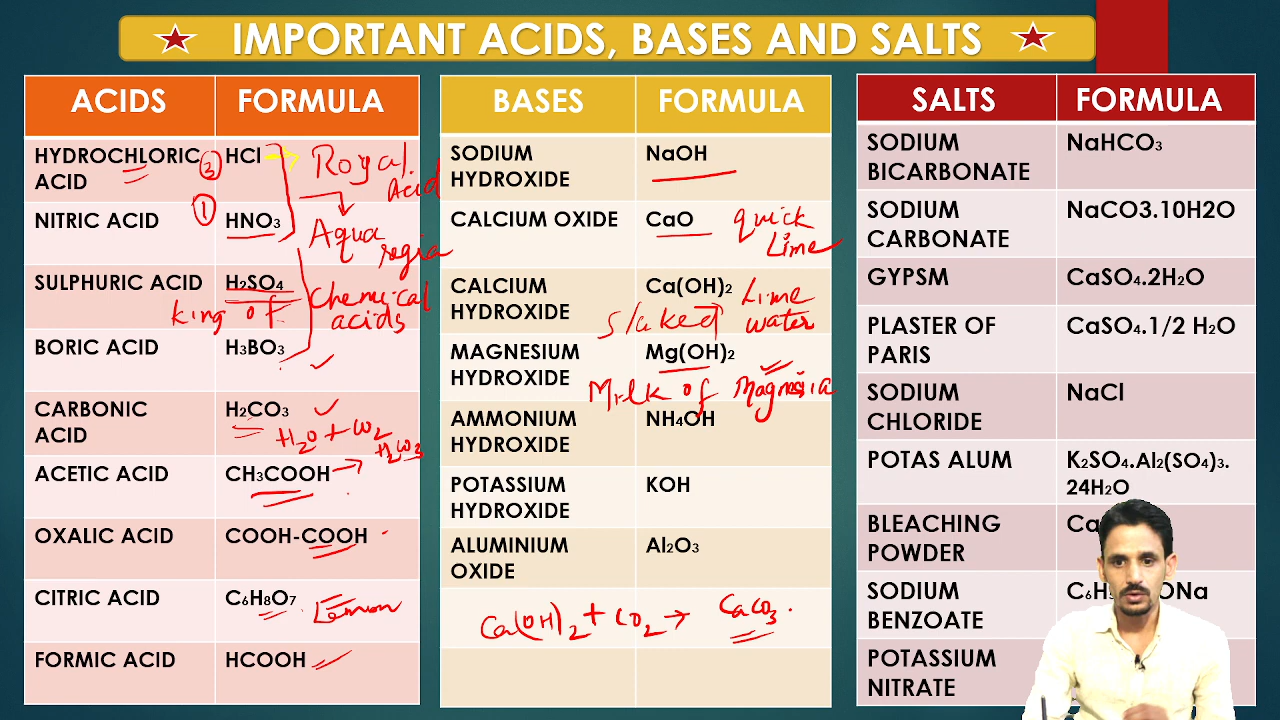 IMPORTANT ACIDS, BASES AND SALTS
ACIDS FORMULA
HYDROCHLORIC ACID HCl
NITRIC ACID HNO3
SULPHURIC ACID H2SO4
BORIC ACID H3BO3
CARBONIC ACID H2CO3
ACETIC ACID CH3COOH
OXALIC ACID COOH-COOH
CITRIC ACID C6H8O7
FORMIC ACID HCOOH
③
①
Royal
Acid
Aqua
regia
king of Chemical
acids
H2O + CO2
H2CO3
Lemon
BASES FORMULA
SODIUM HYDROXIDE NaOH
CALCIUM OXIDE CaO
CALCIUM HYDROXIDE Ca(OH)2
MAGNESIUM HYDROXIDE Mg(OH)2
AMMONIUM HYDROXIDE NH4OH
POTASSIUM HYDROXIDE KOH
ALUMINIUM OXIDE Al2O3
quick
Lime
Slaked Lime
water
Milk of Magnesia
Ca(OH)2 + CO2 → CaCO3
SALTS FORMULA
SODIUM BICARBONATE NaHCO3
SODIUM CARBONATE NaCO3.10H2O
GYPSM CaSO4.2H2O
PLASTER OF PARIS CaSO4.1/2 H2O
SODIUM CHLORIDE NaCl
POTAS ALUM K2SO4.Al2(SO4)3.
24H2O
BLEACHING POWDER Ca
SODIUM BENZOATE C6H ONa
POTASSIUM NITRATE